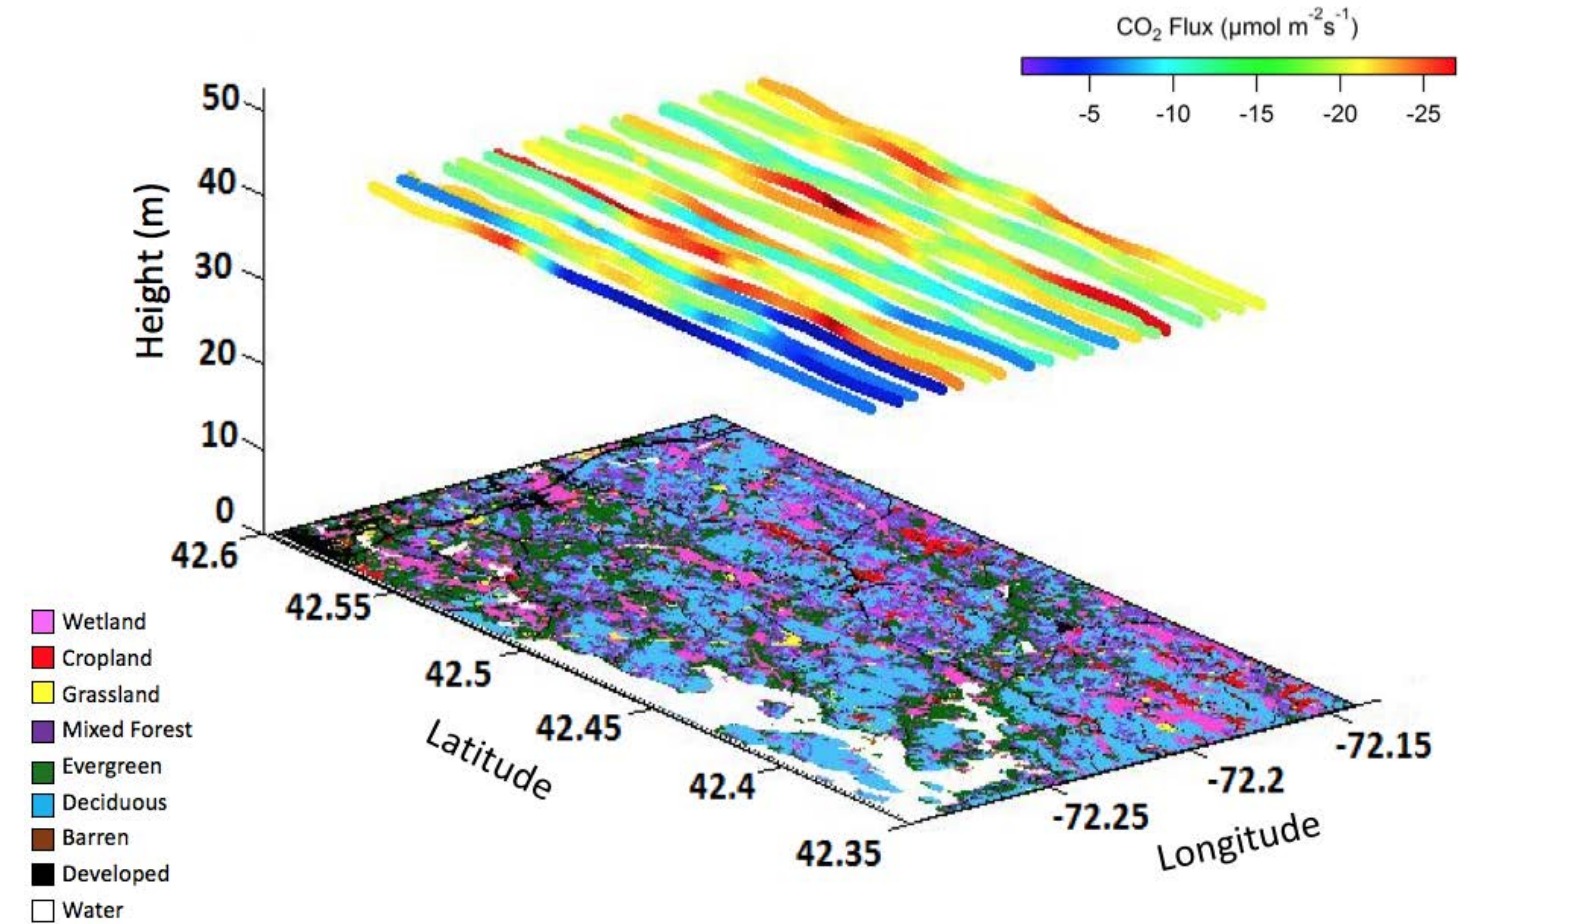 CO₂ Flux (µmol m⁻²s⁻¹)
-5 -10 -15 -20 -25
50
40
30
20
10
0
Height (m)
42.6
42.55
42.5
42.45
42.4
42.35
Latitude
-72.15
-72.2
-72.25
Longitude
Wetland
Cropland
Grassland
Mixed Forest
Evergreen
Deciduous
Barren
Developed
Water